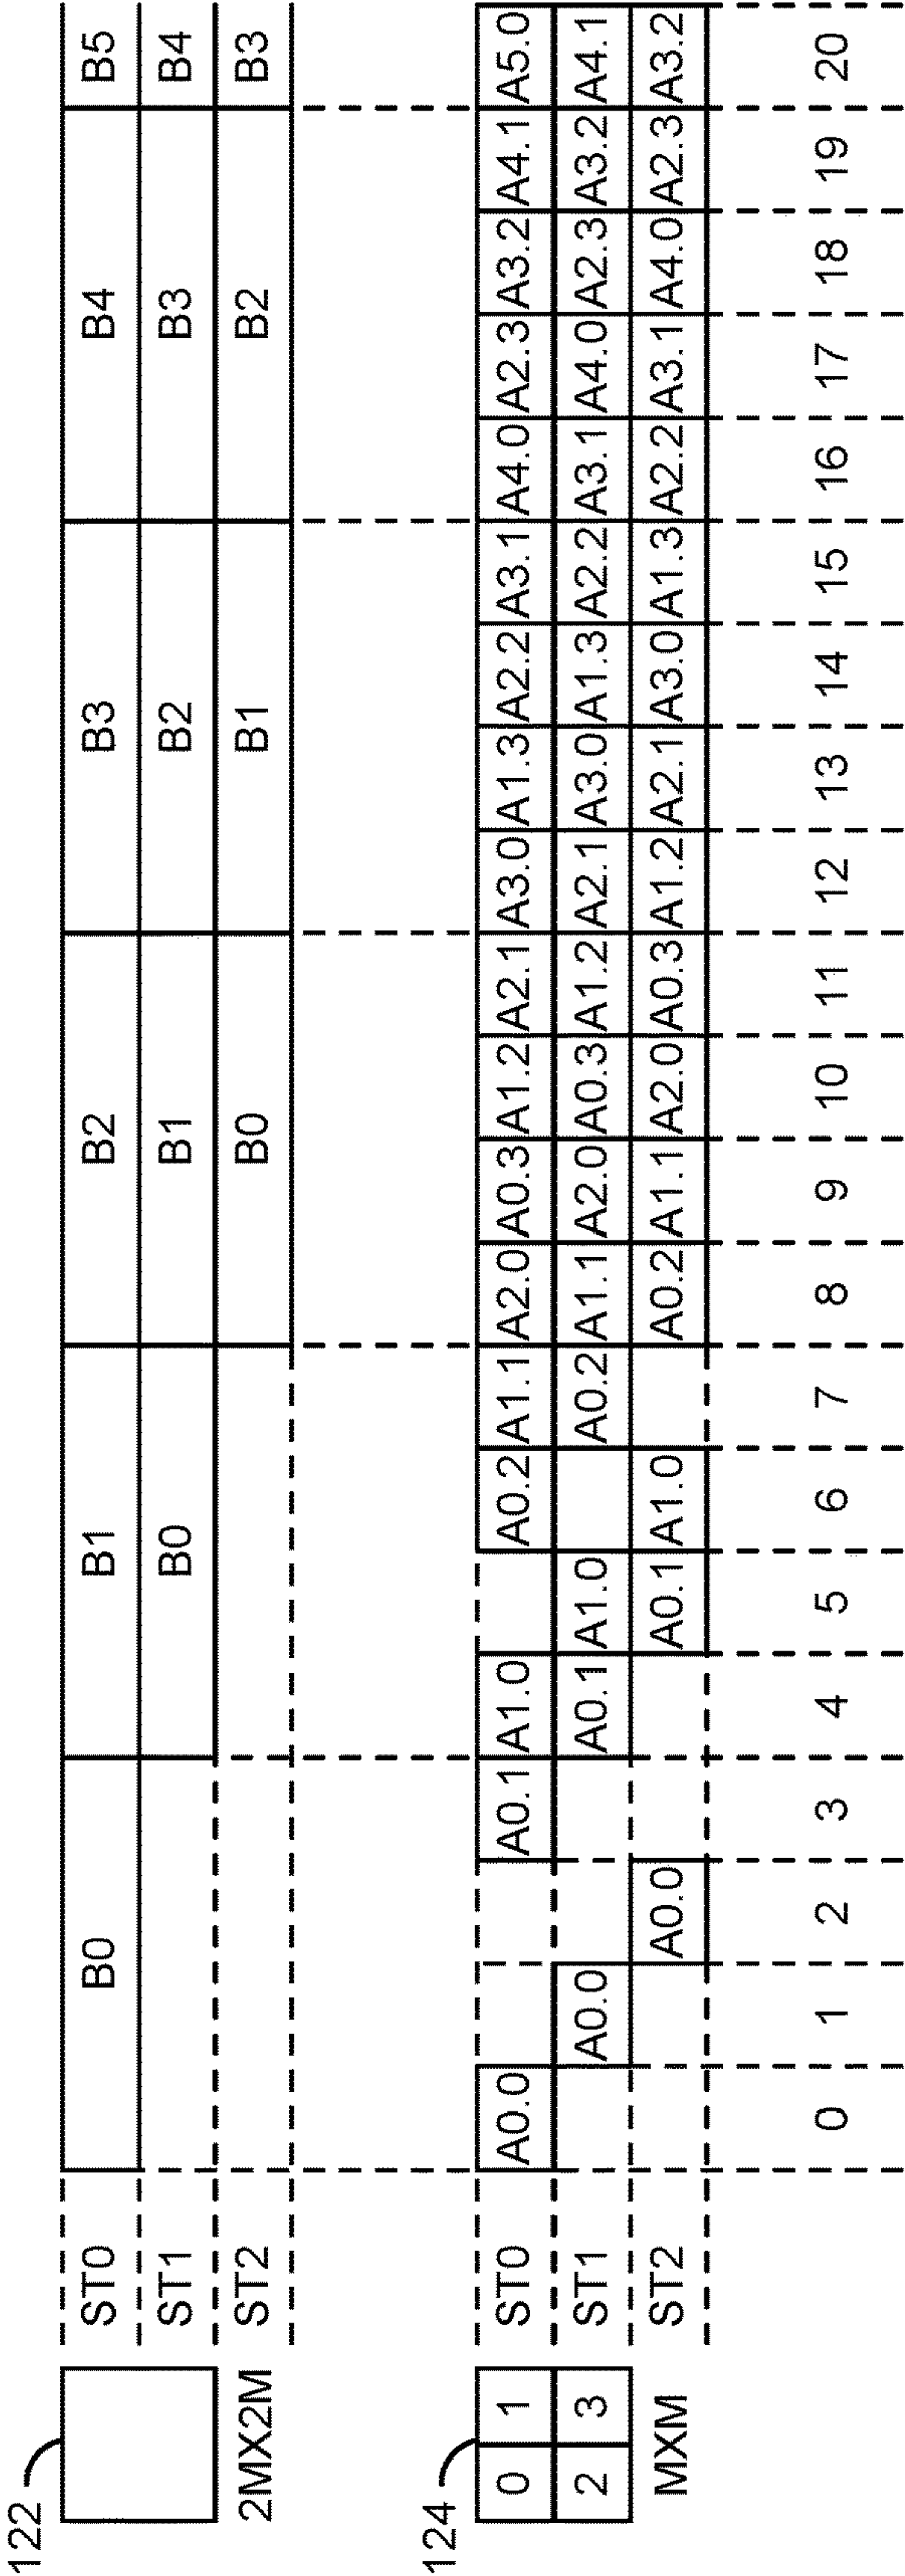 122
2MX2M
ST0 B0 B1 B2 B3 B4 B5
ST1 B0 B1 B2 B3 B4
ST2 B0 B1 B2 B3
124
0 1
2 3
MXM
ST0 A0.0 A0.1 A1.0 A0.2 A1.1 A2.0 A0.3 A1.2 A2.1 A3.0 A1.3 A2.2 A3.1 A4.0 A2.3 A3.2 A4.1 A5.0
ST1 A0.0 A0.1 A1.0 A0.2 A1.1 A2.0 A0.3 A1.2 A2.1 A3.0 A1.3 A2.2 A3.1 A4.0 A2.3 A3.2 A4.1
ST2 A0.0 A0.1 A1.0 A0.2 A1.1 A2.0 A0.3 A1.2 A2.1 A3.0 A1.3 A2.2 A3.1 A4.0 A2.3 A3.2
0 1 2 3 4 5 6 7 8 9 10 11 12 13 14 15 16 17 18 19 20